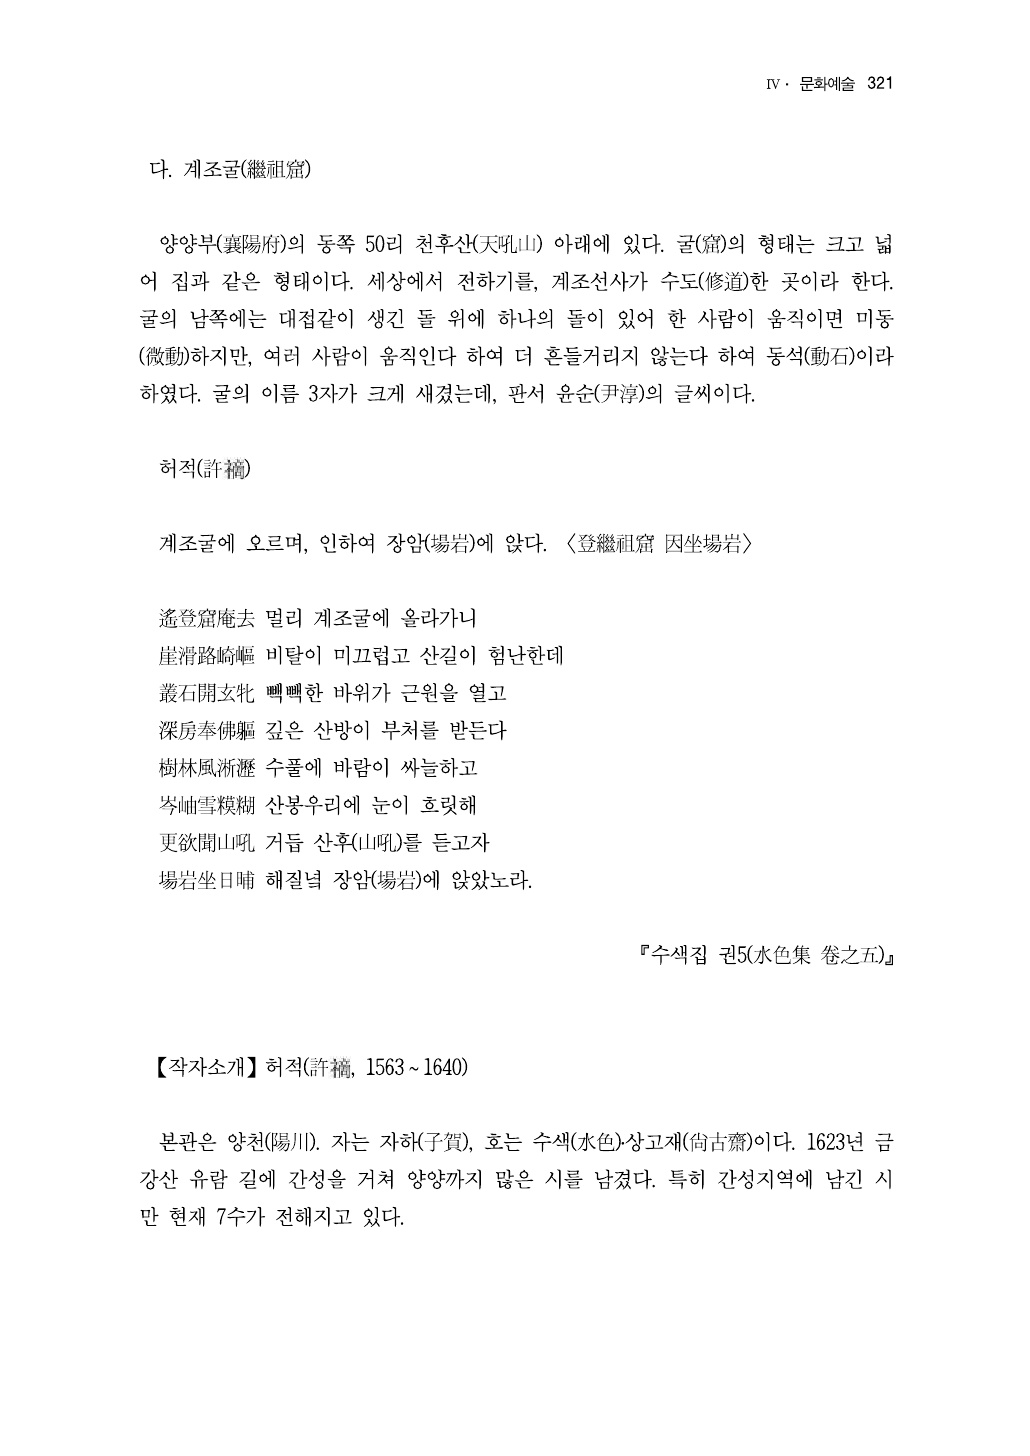 Ⅳ· 문화예술 321
다. 계조굴(繼祖窟)
양양부(襄陽府)의 동쪽 50리 천후산(天吼山) 아래에 있다. 굴(窟)의 형태는 크고 넓
어 집과 같은 형태이다. 세상에서 전하기를, 계조선사가 수도(修道)한 곳이라 한다.
굴의 남쪽에는 대접같이 생긴 돌 위에 하나의 돌이 있어 한 사람이 움직이면 미동
(微動)하지만, 여러 사람이 움직인다 하여 더 흔들거리지 않는다 하여 동석(動石)이라
하였다. 굴의 이름 3자가 크게 새겼는데, 판서 윤순(尹淳)의 글씨이다.
허적(許𥛚)
계조굴에 오르며, 인하여 장암(場岩)에 앉다. 〈登繼祖窟 因坐場岩〉
遙登窟庵去 멀리 계조굴에 올라가니
崖滑路崎嶇 비탈이 미끄럽고 산길이 험난한데
叢石開玄牝 빽빽한 바위가 근원을 열고
深房奉佛軀 깊은 산방이 부처를 받든다
樹林風淅瀝 수풀에 바람이 싸늘하고
岑岫雪糢糊 산봉우리에 눈이 흐릿해
更欲聞山吼 거듭 산후(山吼)를 듣고자
場岩坐日晡 해질녘 장암(場岩)에 앉았노라.
『수색집 권5(水色集 卷之五)』
【작자소개】허적(許𥛚, 1563~1640)
본관은 양천(陽川). 자는 자하(子賀), 호는 수색(水色)·상고재(尙古齋)이다. 1623년 금
강산 유람 길에 간성을 거쳐 양양까지 많은 시를 남겼다. 특히 간성지역에 남긴 시
만 현재 7수가 전해지고 있다.